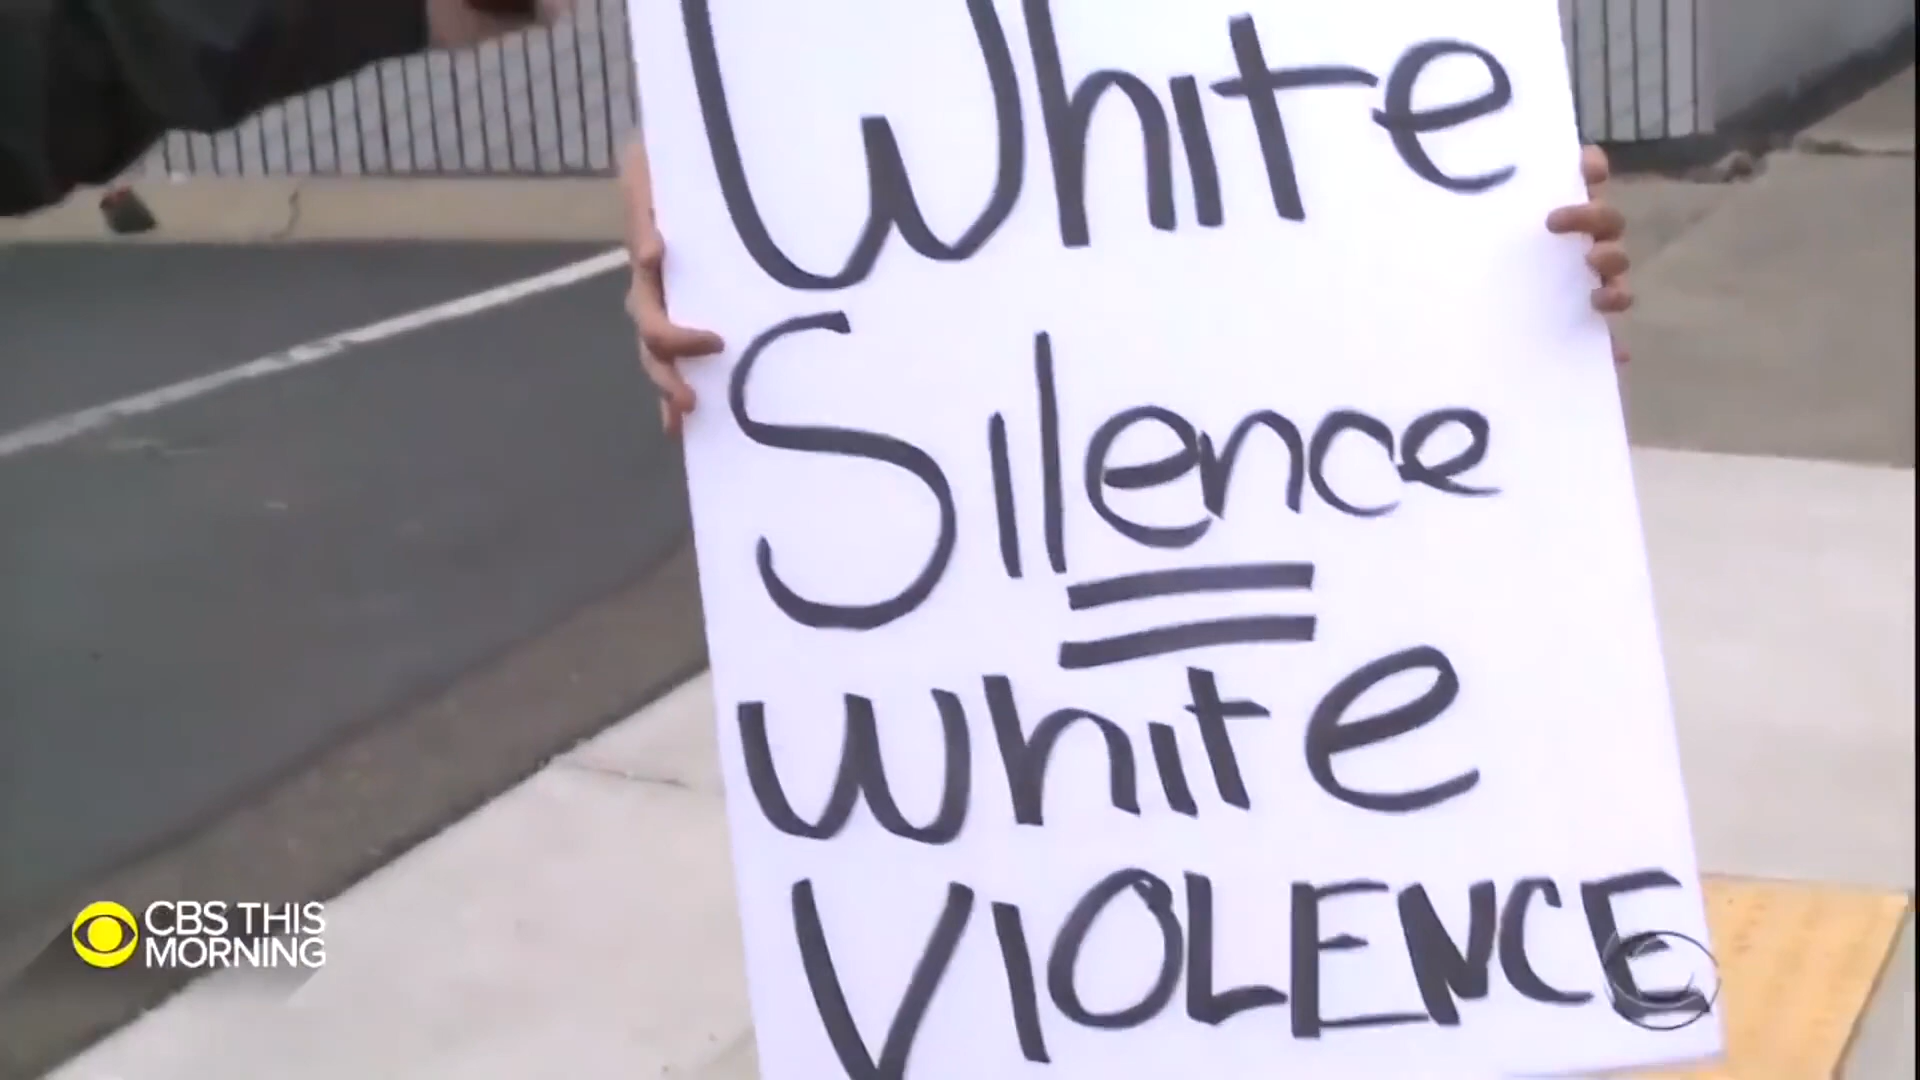 White
Silence
=
White
VIOLENCE
CBS THIS
MORNING